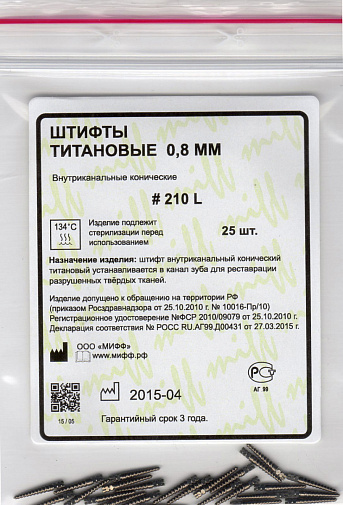 ШТИФТЫ
ТИТАНОВЫЕ 0,8 ММ
Внутриканальные конические
# 210 L
134°C
Изделие подлежит
стерилизации перед
использованием
25 шт.
Назначение изделия: штифт внутриканальный конический
титановый устанавливается в канал зуба для реставрации
разрушенных твёрдых тканей.
Изделие допущено к обращению на территории РФ
(приказом Росздравнадзора от 25.10.2010 г. № 10016-Пр/10)
Регистрационное удостоверение №ФСР 2010/09079 от 25.10.2010 г.
Декларация соответствия № РОСС RU.АГ99.Д00431 от 27.03.2015 г.
ООО «МИФФ»
www.мифф.рф
2015-04
АГ 99
15 / 05
Гарантийный срок 3 года.
miff